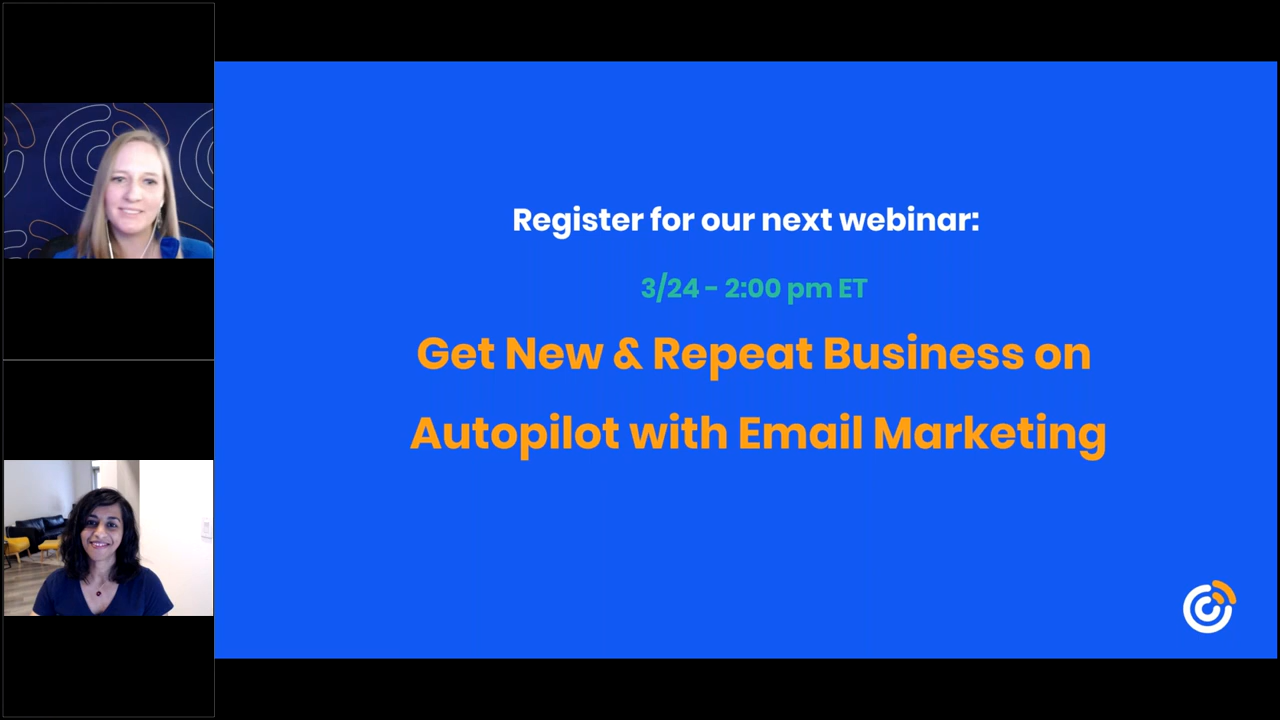 Register for our next webinar:
3/24 - 2:00 pm ET
Get New & Repeat Business on
Autopilot with Email Marketing